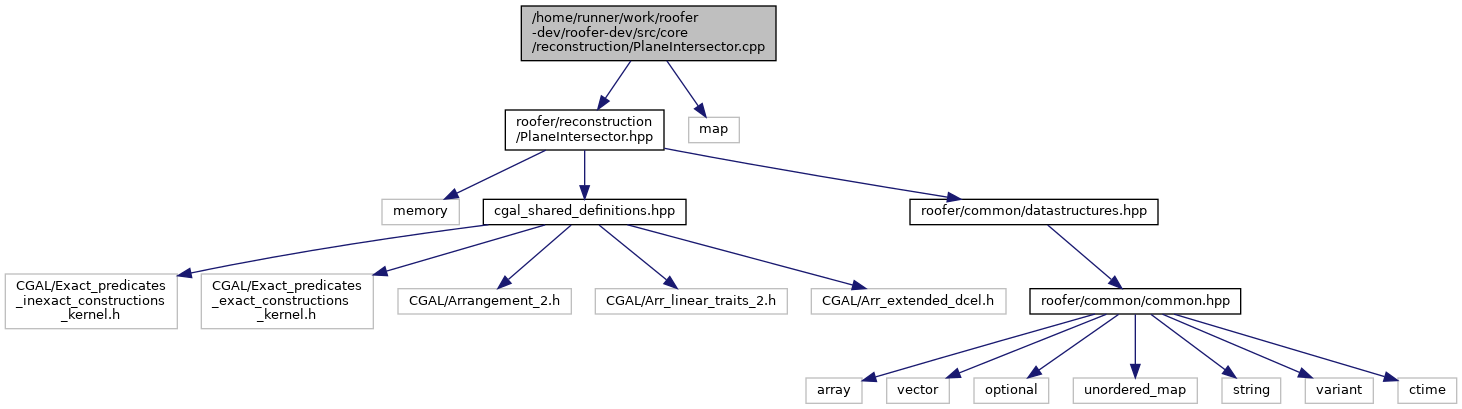 /home/runner/work/roofer
-dev/roofer-dev/src/core
/reconstruction/PlaneIntersector.cpp
roofer/reconstruction
/PlaneIntersector.hpp
map
memory
cgal_shared_definitions.hpp
roofer/common/datastructures.hpp
CGAL/Exact_predicates
_inexact_constructions
_kernel.h
CGAL/Exact_predicates
_exact_constructions
_kernel.h
CGAL/Arrangement_2.h
CGAL/Arr_linear_traits_2.h
CGAL/Arr_extended_dcel.h
roofer/common/common.hpp
array
vector
optional
unordered_map
string
variant
ctime